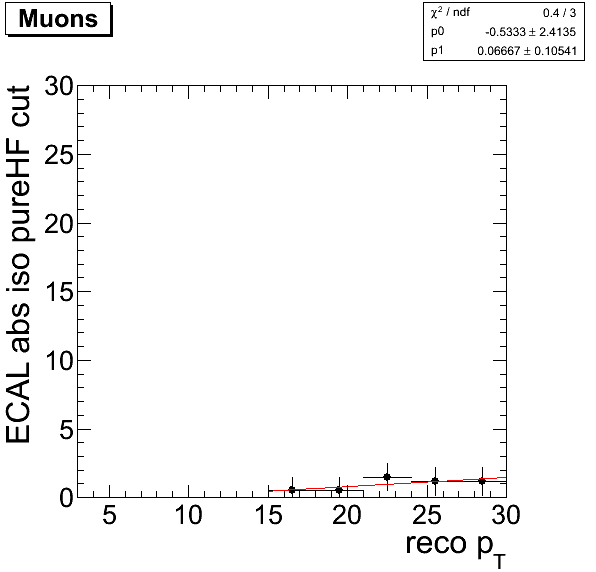 Muons
χ² / ndf 0.4 / 3
p0 -0.5333 ± 2.4135
p1 0.06667 ± 0.10541
ECAL abs iso pureHF cut
30
25
20
15
10
5
0
5 10 15 20 25 30
reco pT